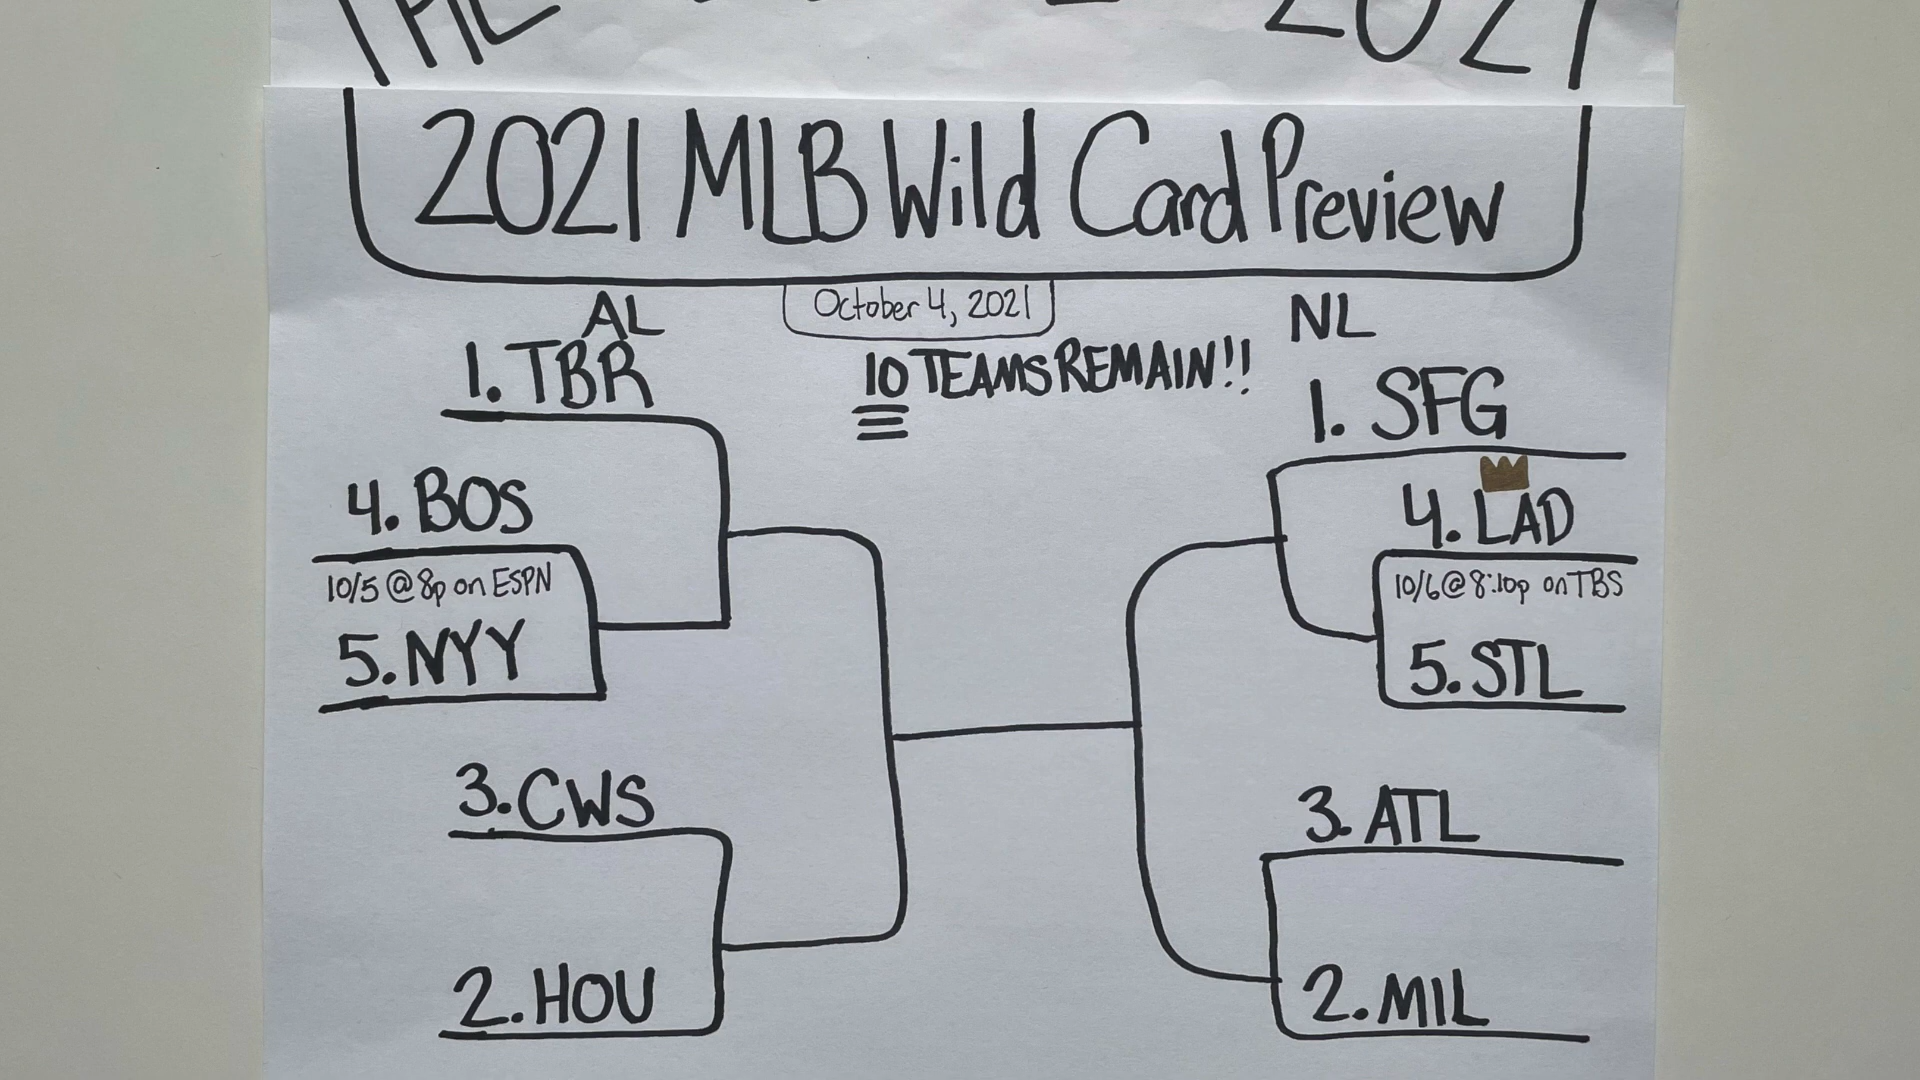 THE
2021
2021 MLB Wild Card Preview
October 4, 2021
10 TEAMS REMAIN!!
AL
1. TBR
4. BOS
10/5 @ 8p on ESPN
5. NYY
3. CWS
2. HOU
NL
1. SFG
4. LAD
10/6 @ 8:10p on TBS
5. STL
3. ATL
2. MIL